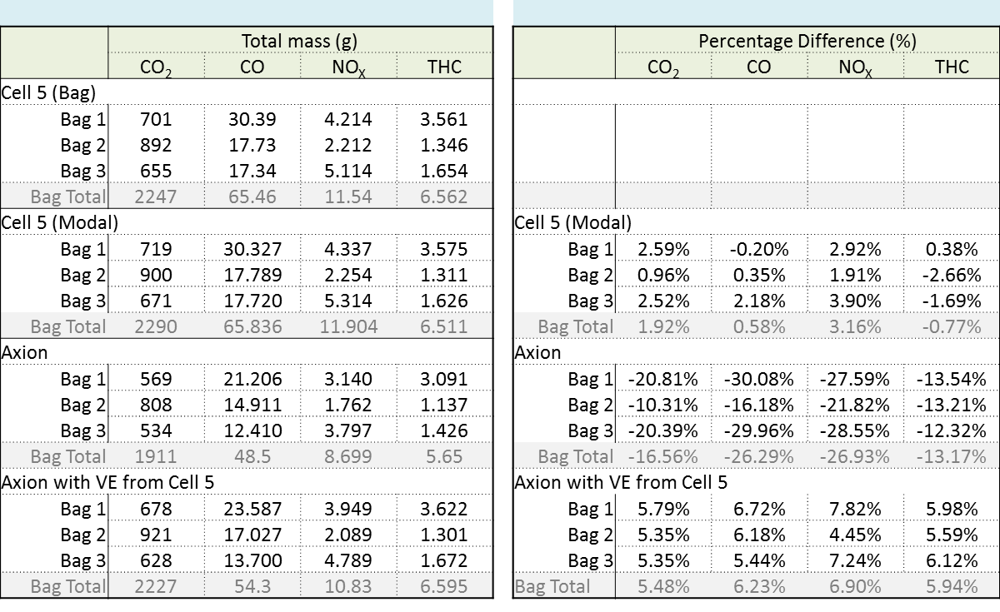 Total mass (g)
CO2 CO NOX THC
Cell 5 (Bag)
Bag 1 701 30.39 4.214 3.561
Bag 2 892 17.73 2.212 1.346
Bag 3 655 17.34 5.114 1.654
Bag Total 2247 65.46 11.54 6.562
Cell 5 (Modal)
Bag 1 719 30.327 4.337 3.575
Bag 2 900 17.789 2.254 1.311
Bag 3 671 17.720 5.314 1.626
Bag Total 2290 65.836 11.904 6.511
Axion
Bag 1 569 21.206 3.140 3.091
Bag 2 808 14.911 1.762 1.137
Bag 3 534 12.410 3.797 1.426
Bag Total 1911 48.5 8.699 5.65
Axion with VE from Cell 5
Bag 1 678 23.587 3.949 3.622
Bag 2 921 17.027 2.089 1.301
Bag 3 628 13.700 4.789 1.672
Bag Total 2227 54.3 10.83 6.595
Percentage Difference (%)
CO2 CO NOX THC
Cell 5 (Modal)
Bag 1 2.59% -0.20% 2.92% 0.38%
Bag 2 0.96% 0.35% 1.91% -2.66%
Bag 3 2.52% 2.18% 3.90% -1.69%
Bag Total 1.92% 0.58% 3.16% -0.77%
Axion
Bag 1 -20.81% -30.08% -27.59% -13.54%
Bag 2 -10.31% -16.18% -21.82% -13.21%
Bag 3 -20.39% -29.96% -28.55% -12.32%
Bag Total -16.56% -26.29% -26.93% -13.17%
Axion with VE from Cell 5
Bag 1 5.79% 6.72% 7.82% 5.98%
Bag 2 5.35% 6.18% 4.45% 5.59%
Bag 3 5.35% 5.44% 7.24% 6.12%
Bag Total 5.48% 6.23% 6.90% 5.94%